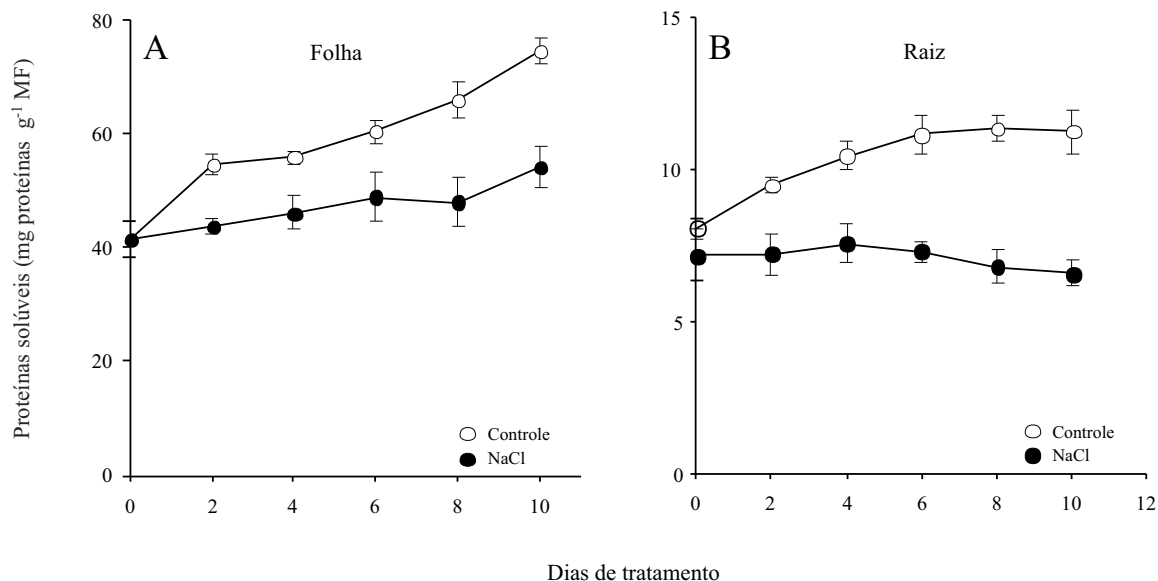 A
Folha
80
60
40
20
0
Controle
NaCl
0
2
4
6
8
10
B
Raiz
15
10
5
0
Controle
NaCl
0
2
4
6
8
10
12
Proteínas solúveis (mg proteínas g⁻¹ MF)
Dias de tratamento